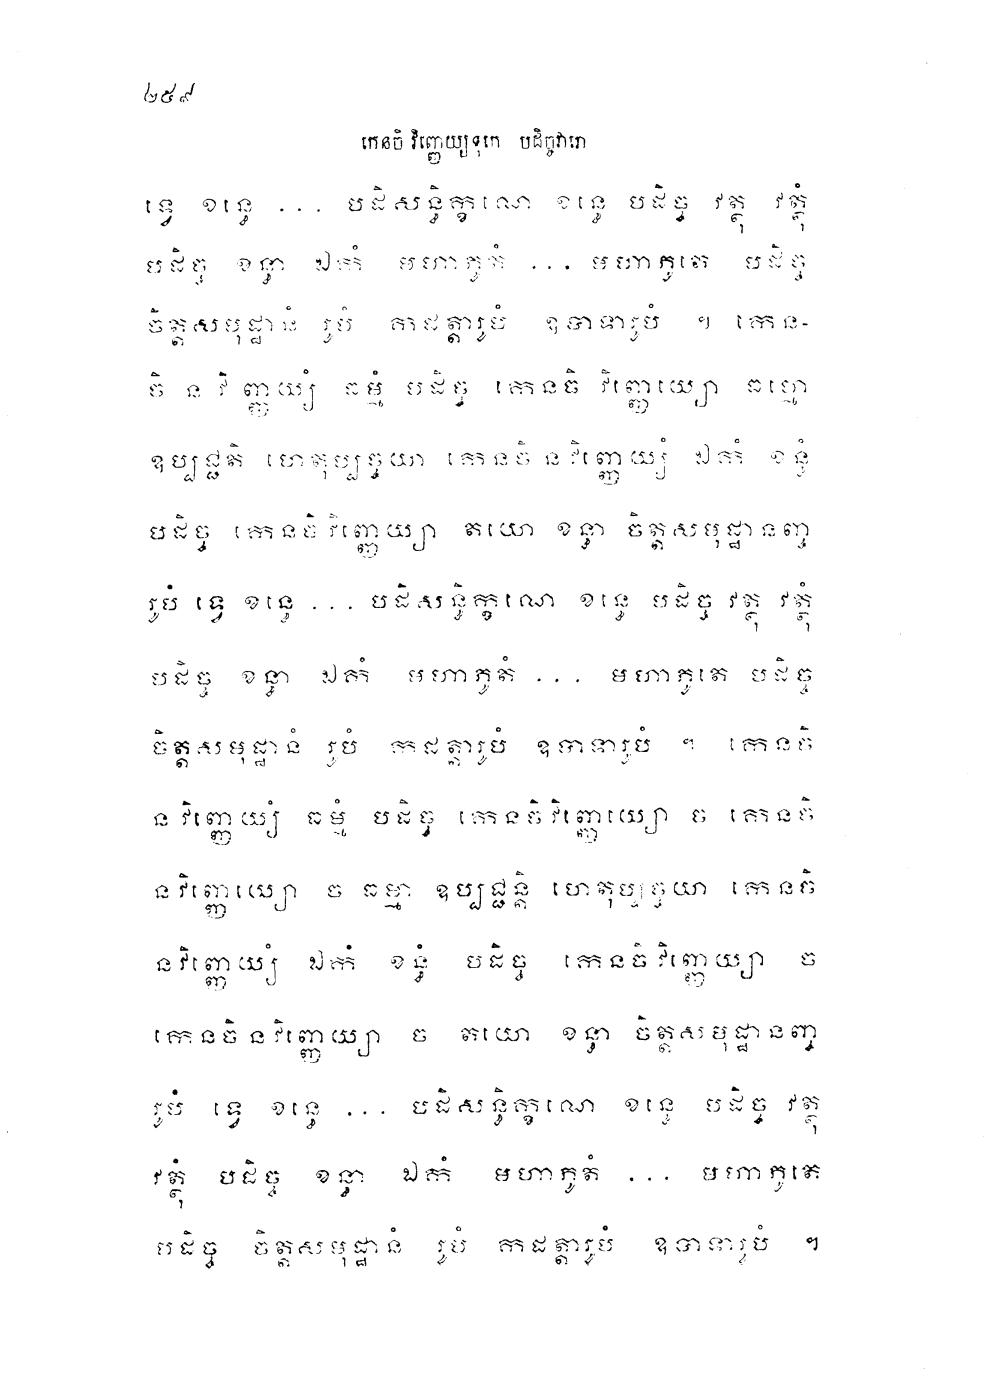 ២៥៩
កេនចិ វិញ្ញេយ្យទុកេ បដិច្ចវារោ
ទ្វេ ខន្ធេ ... បដិសន្ធិក្ខណេ ខន្ធេ បដិច្ច វត្ថុ វត្ថុំ
បដិច្ច ខន្ធា ឯកំ មហាភូតំ ... មហាភូតេ បដិច្ច
ចិត្តសមុដ្ឋានំ រូបំ កដត្តារូបំ ឧបាទារូបំ ។ កេន-
ចិ ន វិញ្ញេយ្យំ ធម្មំ បដិច្ច កេនចិ វិញ្ញេយ្យោ ធម្មោ
ឧប្បជ្ជតិ ហេតុប្បច្ចយា កេនចិ ន វិញ្ញេយ្យំ ឯកំ ខន្ធំ
បដិច្ច កេនចិ វិញ្ញេយ្យា តយោ ខន្ធា ចិត្តសមុដ្ឋានញ្ច
រូបំ ទ្វេ ខន្ធេ ... បដិសន្ធិក្ខណេ ខន្ធេ បដិច្ច វត្ថុ វត្ថុំ
បដិច្ច ខន្ធា ឯកំ មហាភូតំ ... មហាភូតេ បដិច្ច
ចិត្តសមុដ្ឋានំ រូបំ កដត្តារូបំ ឧបាទារូបំ ។ កេនចិ
ន វិញ្ញេយ្យំ ធម្មំ បដិច្ច កេនចិ វិញ្ញេយ្យោ ច កេនចិ
ន វិញ្ញេយ្យោ ច ធម្មា ឧប្បជ្ជន្តិ ហេតុប្បច្ចយា កេនចិ
ន វិញ្ញេយ្យំ ឯកំ ខន្ធំ បដិច្ច កេនចិ វិញ្ញេយ្យា ច
កេនចិ ន វិញ្ញេយ្យា ច តយោ ខន្ធា ចិត្តសមុដ្ឋានញ្ច
រូបំ ទ្វេ ខន្ធេ ... បដិសន្ធិក្ខណេ ខន្ធេ បដិច្ច វត្ថុ
វត្ថុំ បដិច្ច ខន្ធា ឯកំ មហាភូតំ ... មហាភូតេ
បដិច្ច ចិត្តសមុដ្ឋានំ រូបំ កដត្តារូបំ ឧបាទារូបំ ។